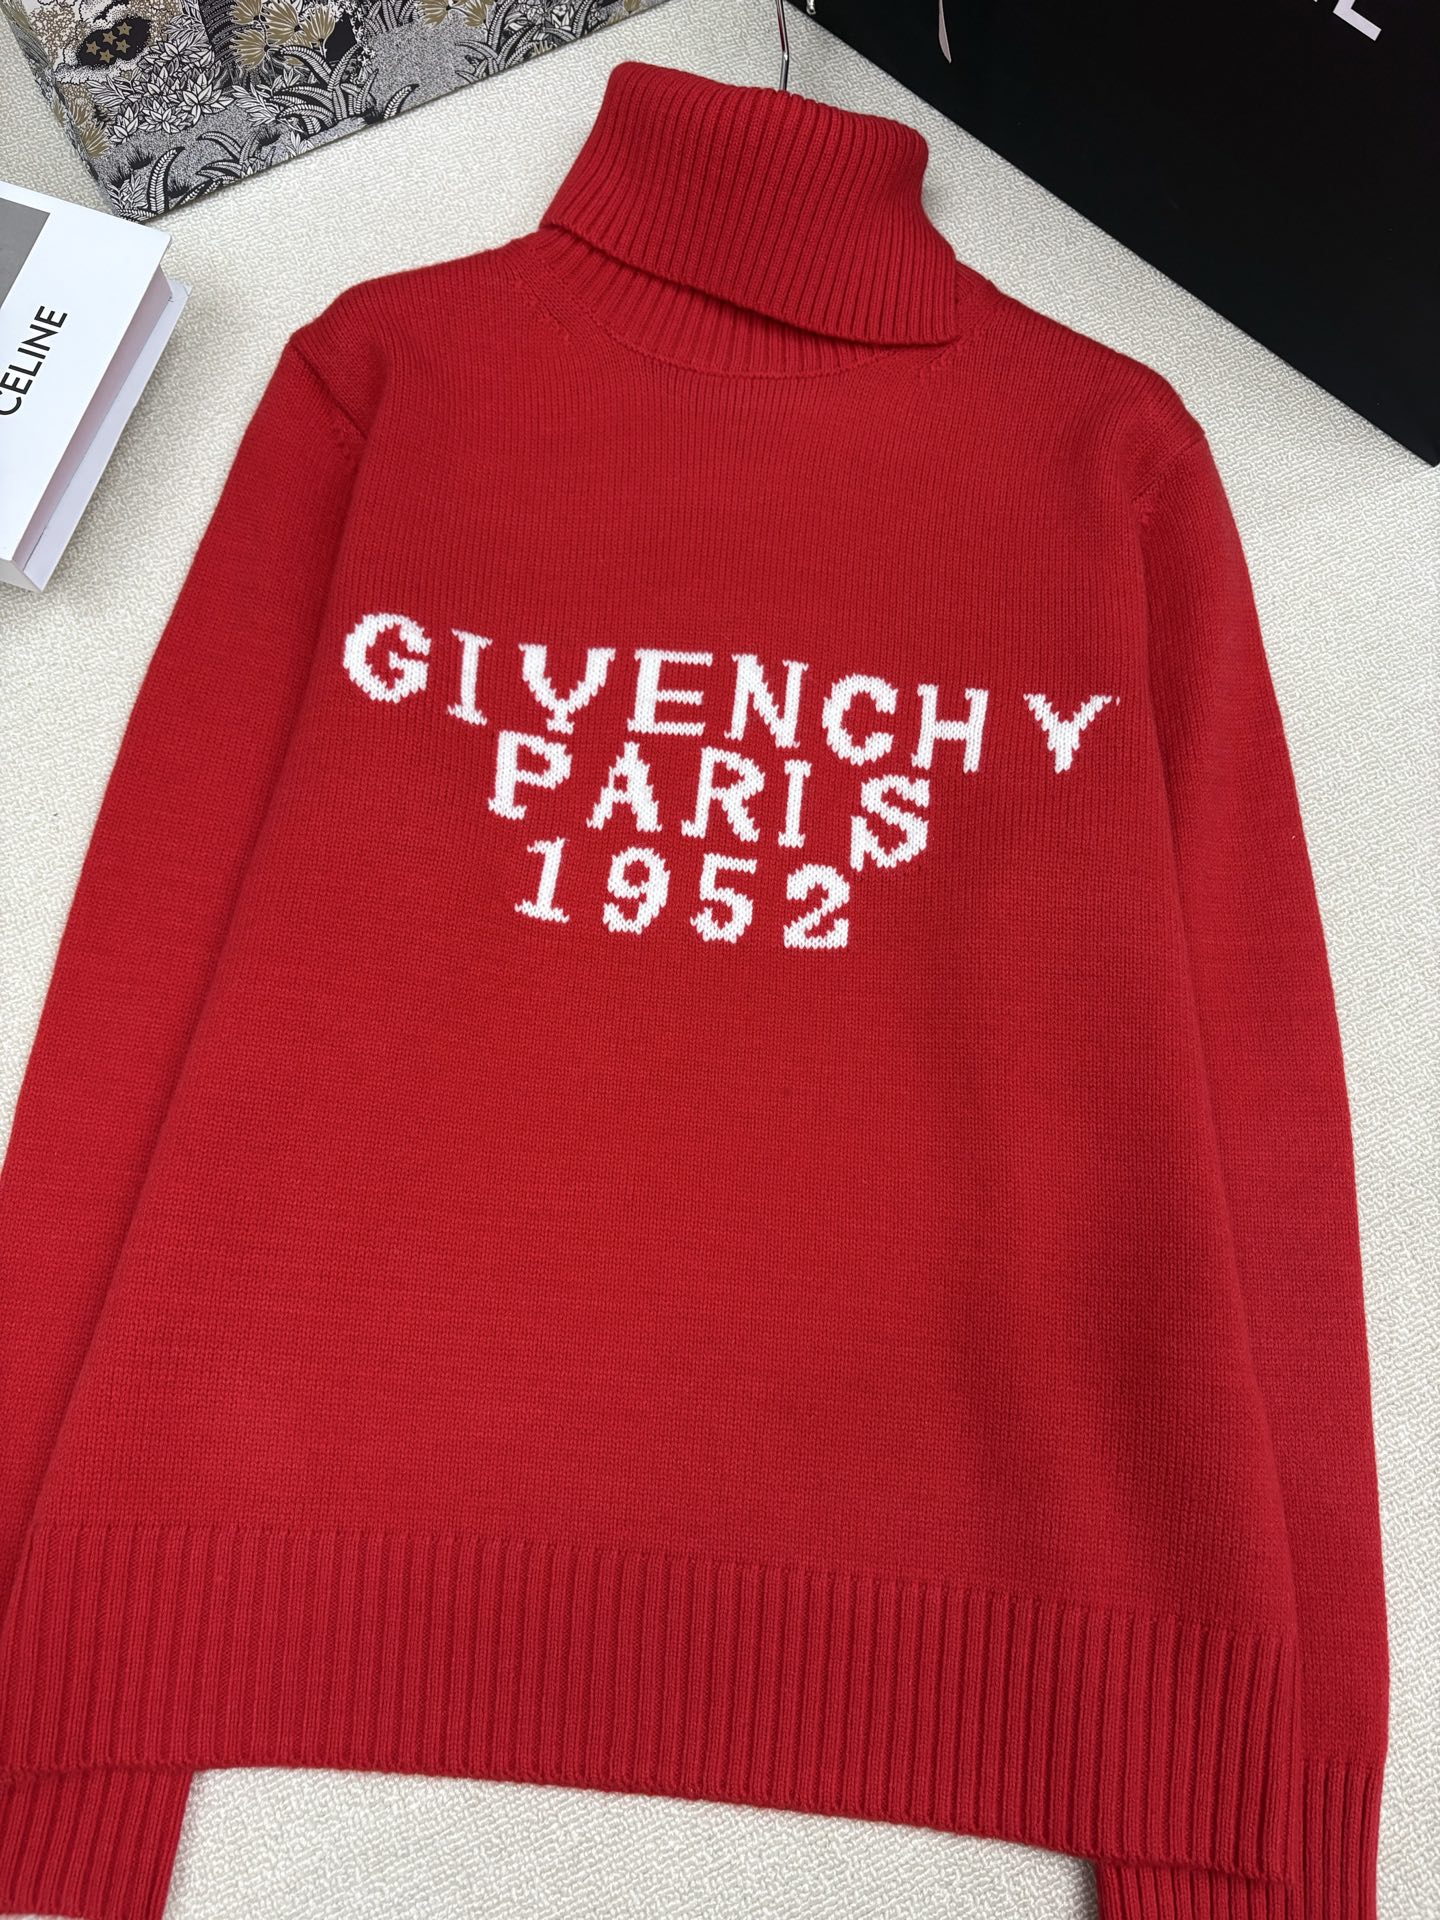 CELINE
GIVENCHY
PARIS
1952